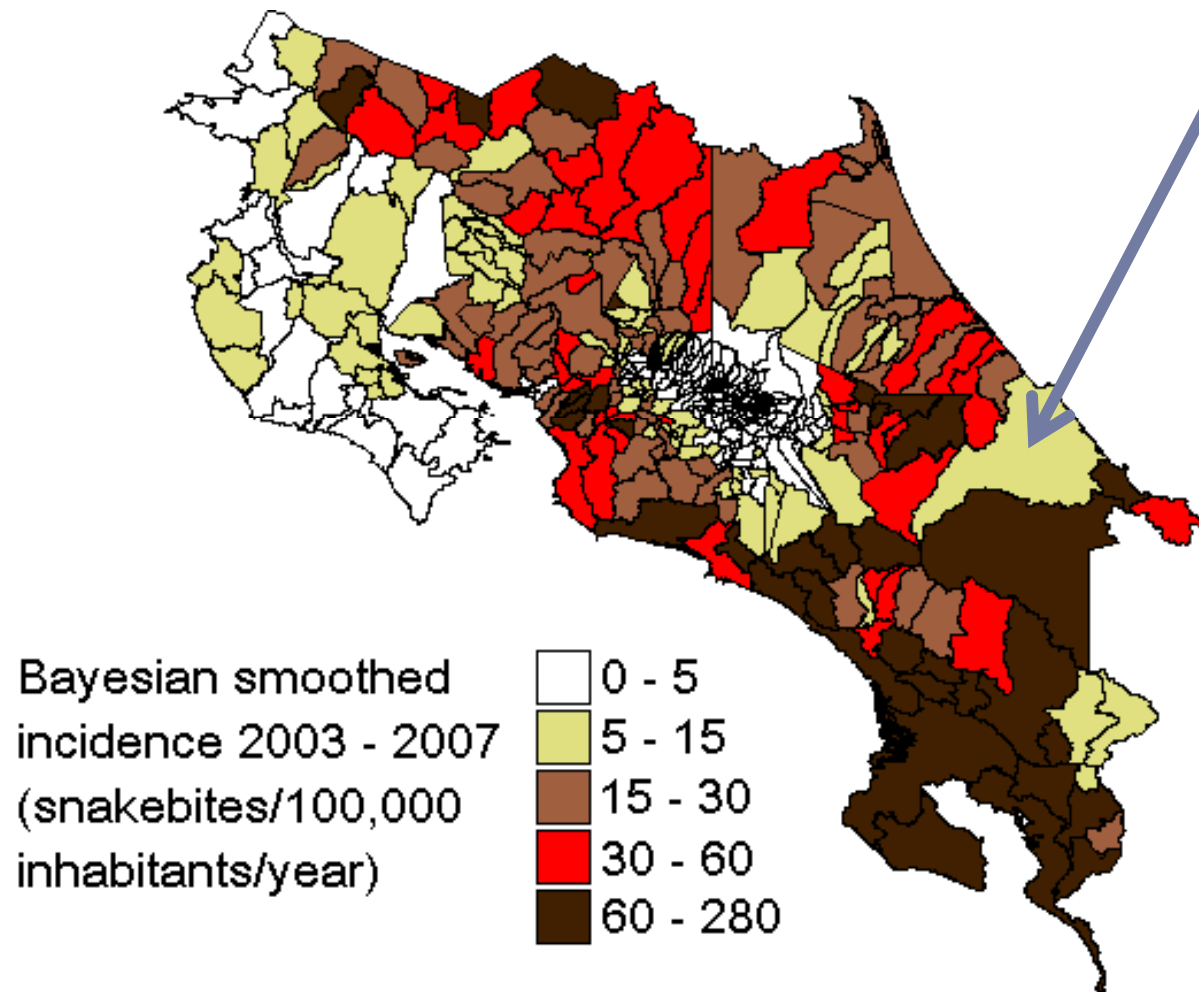 Bayesian smoothed
incidence 2003 - 2007
(snakebites/100,000
inhabitants/year)
0 - 5
5 - 15
15 - 30
30 - 60
60 - 280